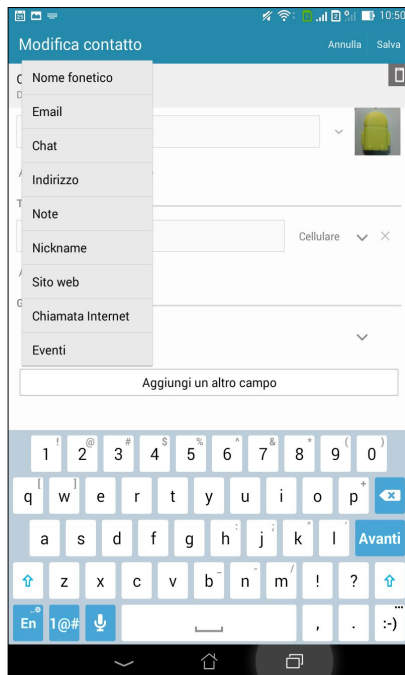 10:50
Modifica contatto
Annulla
Salva
Nome fonetico
Email
Chat
Indirizzo
Note
Nickname
Sito web
Chiamata Internet
Eventi
Cellulare
Aggiungi un altro campo
! @ # $ % ^ & * ( )
1 2 3 4 5 6 7 8 9 0
[ ] +
q w e r t y u i o p
: ; * '
a s d f g h j k l Avanti
_ - /
z x c v b n m ! ?
En 1@# , . :-)